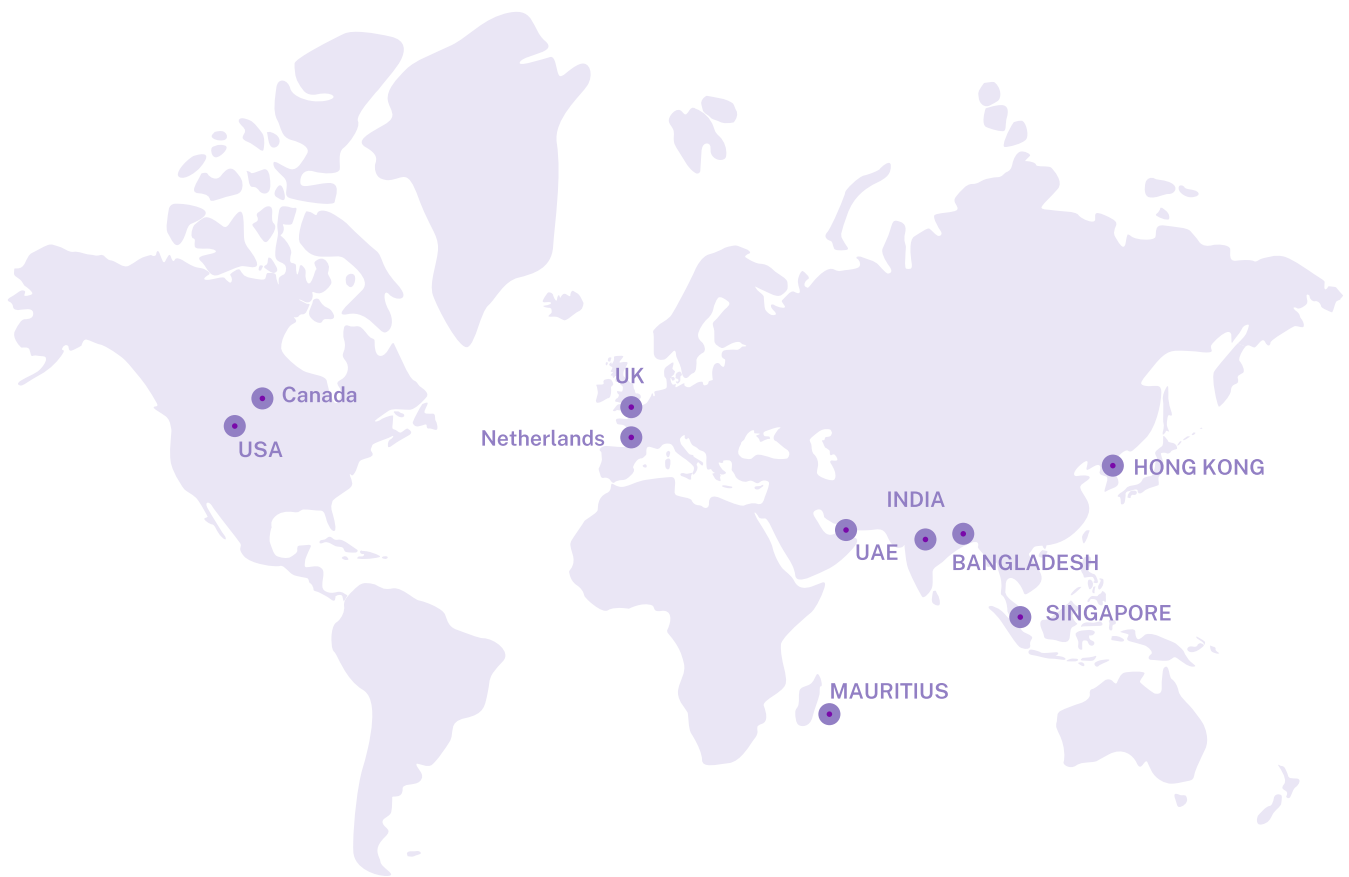 UK
Canada
Netherlands
USA
HONG KONG
INDIA
UAE
BANGLADESH
SINGAPORE
MAURITIUS